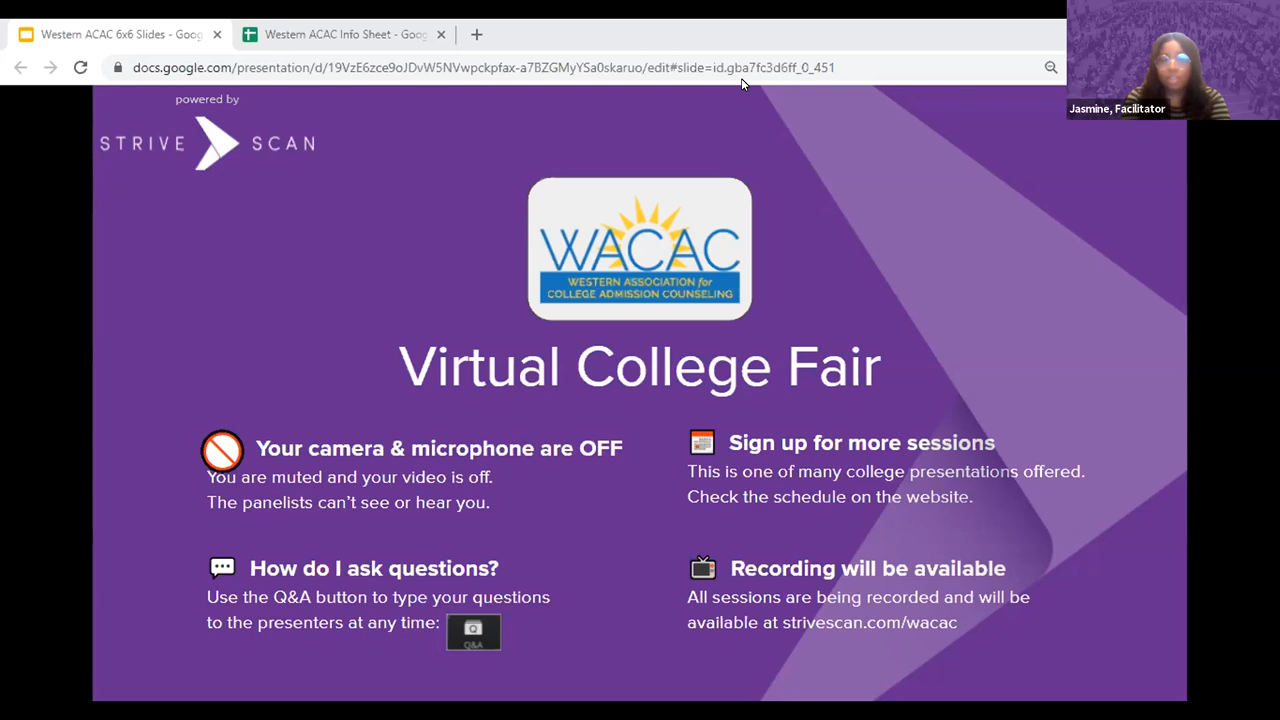 Western ACAC 6x6 Slides - Goog
Western ACAC Info Sheet - Goog
docs.google.com/presentation/d/19VzE6zce9oJDvW5NVwpckpfax-a7BZGMyYSa0skaruo/edit#slide=id.gba7fc3d6ff_0_451
Jasmine, Facilitator
powered by
STRIVE SCAN
WACAC
WESTERN ASSOCIATION for
COLLEGE ADMISSION COUNSELING
Virtual College Fair
Your camera & microphone are OFF
You are muted and your video is off.
The panelists can't see or hear you.
Sign up for more sessions
This is one of many college presentations offered.
Check the schedule on the website.
How do I ask questions?
Use the Q&A button to type your questions
to the presenters at any time:
Q
Q&A
Recording will be available
All sessions are being recorded and will be
available at strivescan.com/wacac